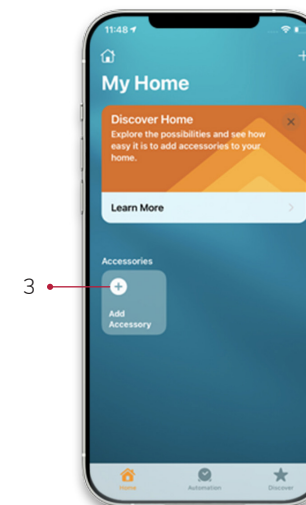 11:48
+
My Home
Discover Home
Explore the possibilities and see how
easy it is to add accessories to your
home.
Learn More
Accessories
3
+
Add
Accessory
Home
Automation
Discover